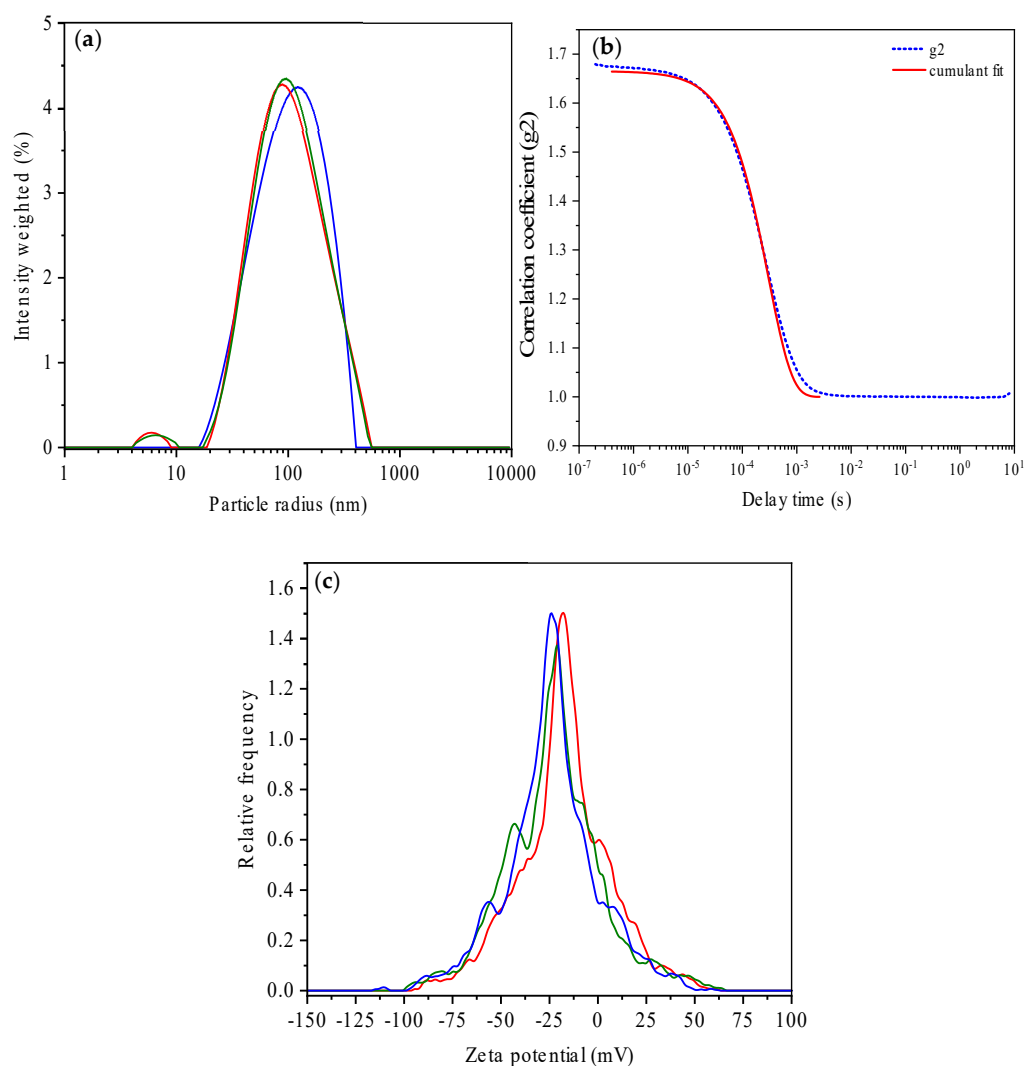 (a)
Intensity weighted (%)
5
4
3
2
1
0
1 10 100 1000 10000
Particle radius (nm)
(b)
g2
cumulant fit
Correlation coefficient (g2)
1.7
1.6
1.5
1.4
1.3
1.2
1.1
1.0
0.9
10⁻⁷ 10⁻⁶ 10⁻⁵ 10⁻⁴ 10⁻³ 10⁻² 10⁻¹ 10⁰ 10¹
Delay time (s)
(c)
Relative frequency
1.6
1.4
1.2
1.0
0.8
0.6
0.4
0.2
0.0
-150 -125 -100 -75 -50 -25 0 25 50 75 100
Zeta potential (mV)